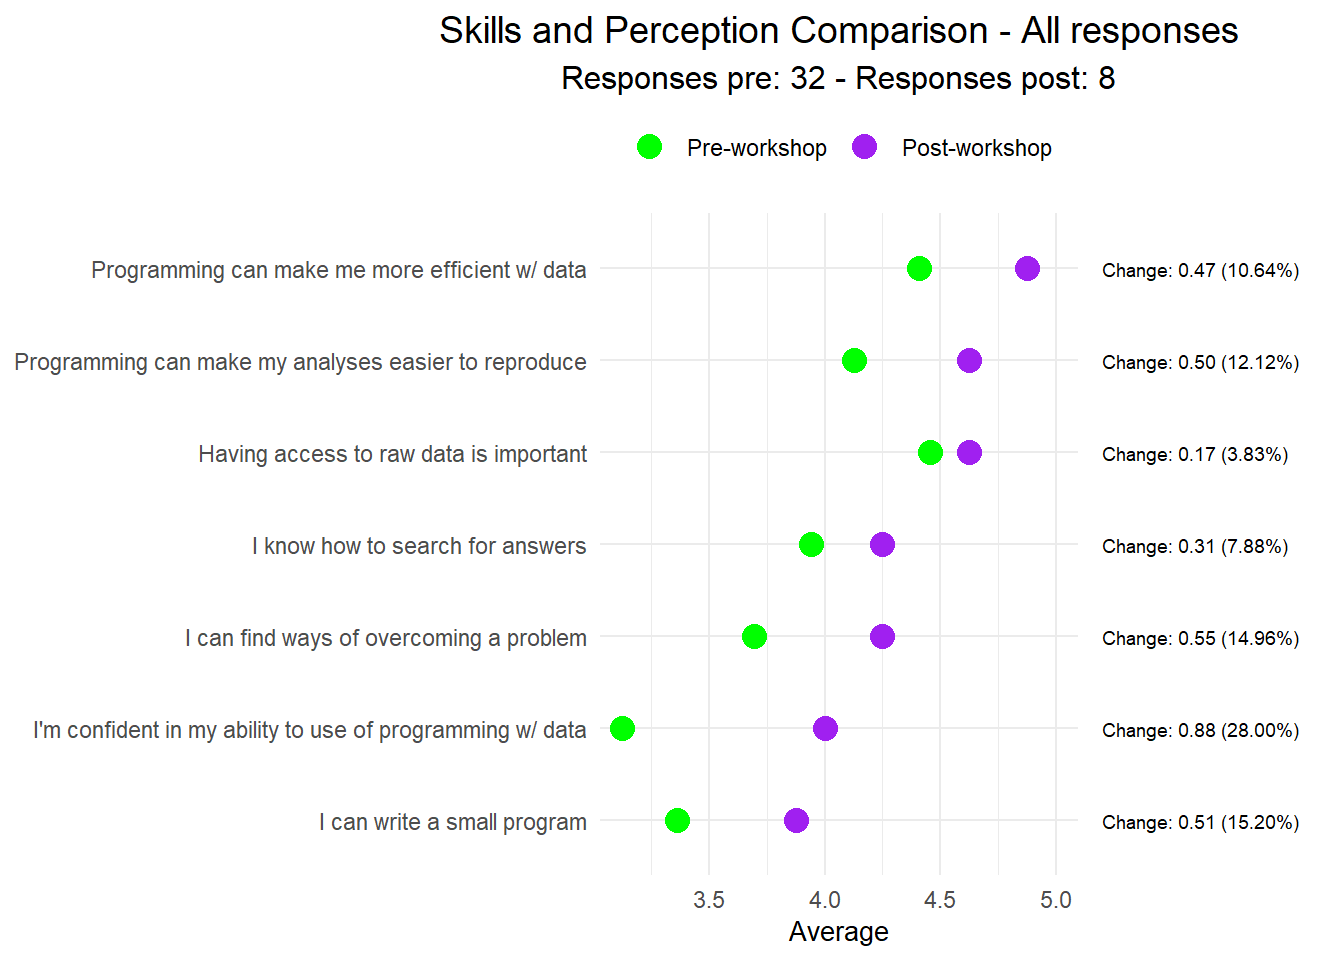 Skills and Perception Comparison - All responses
Responses pre: 32 - Responses post: 8
Pre-workshop Post-workshop
Programming can make me more efficient w/ data Change: 0.47 (10.64%)
Programming can make my analyses easier to reproduce Change: 0.50 (12.12%)
Having access to raw data is important Change: 0.17 (3.83%)
I know how to search for answers Change: 0.31 (7.88%)
I can find ways of overcoming a problem Change: 0.55 (14.96%)
I'm confident in my ability to use of programming w/ data Change: 0.88 (28.00%)
I can write a small program Change: 0.51 (15.20%)
3.5 4.0 4.5 5.0
Average